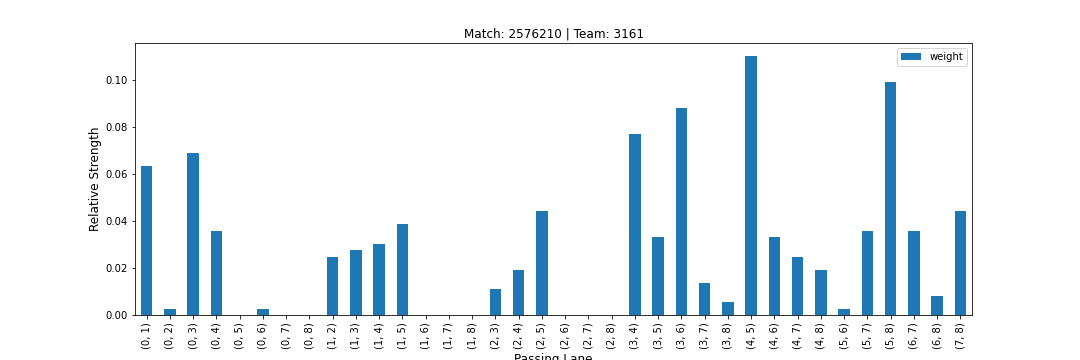 Match: 2576210 | Team: 3161
weight
Relative Strength
0.10
0.08
0.06
0.04
0.02
0.00
(0, 1) (0, 2) (0, 3) (0, 4) (0, 5) (0, 6) (0, 7) (0, 8) (1, 2) (1, 3) (1, 4) (1, 5) (1, 6) (1, 7) (1, 8) (2, 3) (2, 4) (2, 5) (2, 6) (2, 7) (2, 8) (3, 4) (3, 5) (3, 6) (3, 7) (3, 8) (4, 5) (4, 6) (4, 7) (4, 8) (5, 6) (5, 7) (5, 8) (6, 7) (6, 8) (7, 8)
Passing Lane